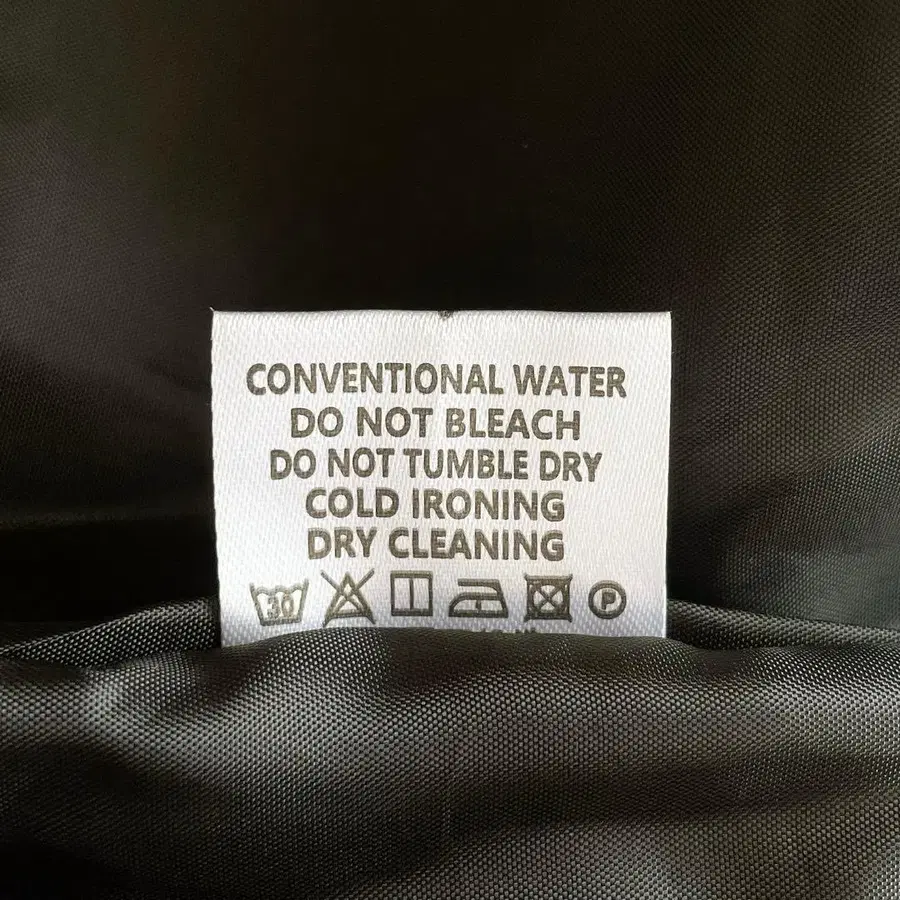 CONVENTIONAL WATER
DO NOT BLEACH
DO NOT TUMBLE DRY
COLD IRONING
DRY CLEANING
30 P